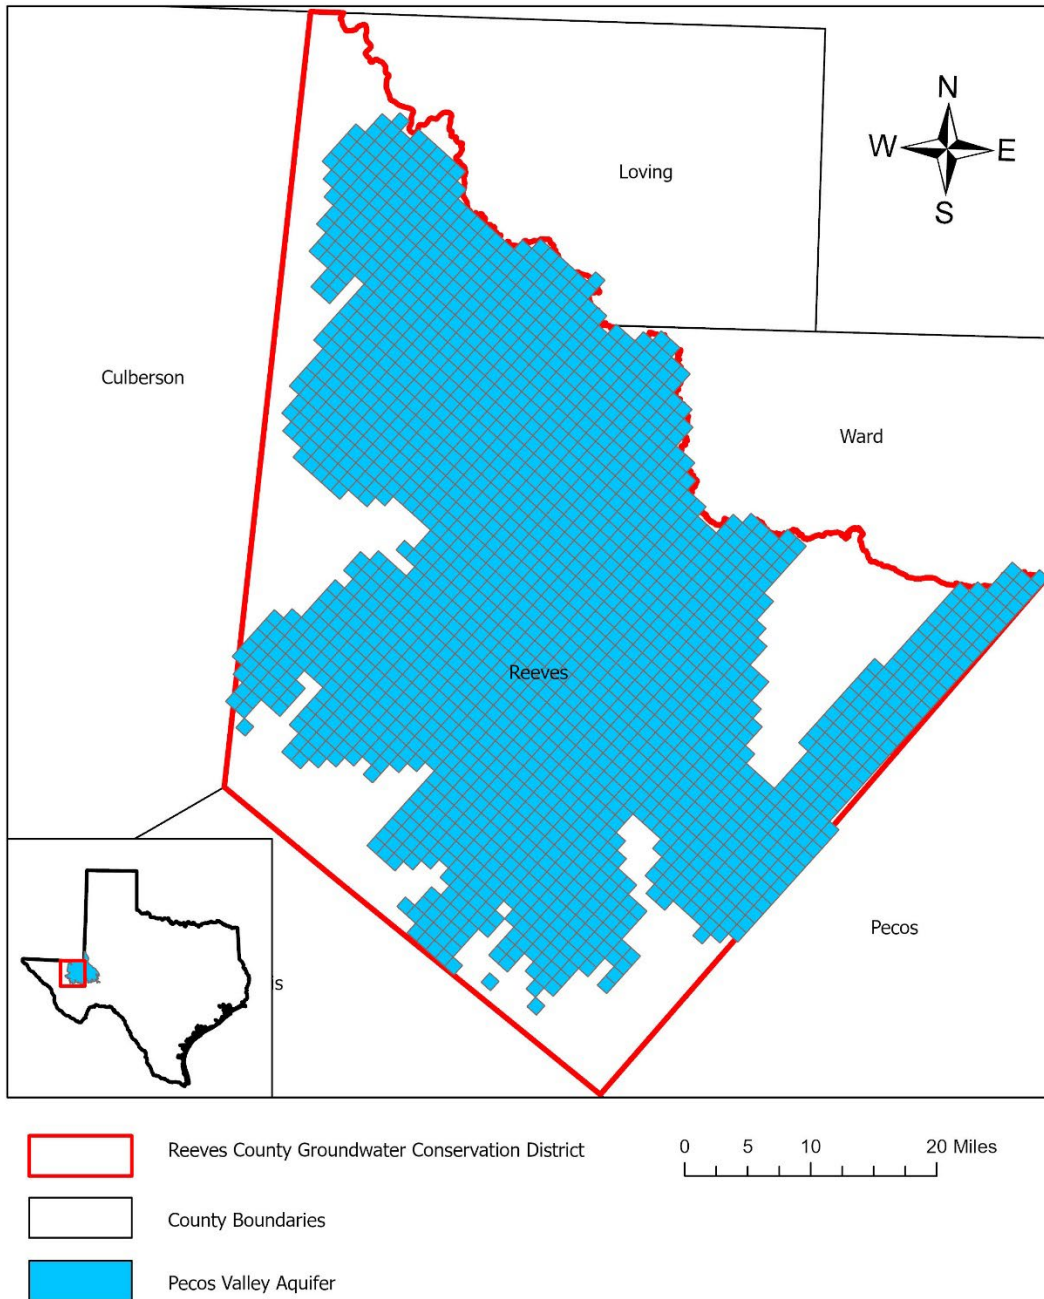 N
W E
S
Loving
Culberson
Ward
Reeves
Pecos
is
Reeves County Groundwater Conservation District
0 5 10 20 Miles
County Boundaries
Pecos Valley Aquifer